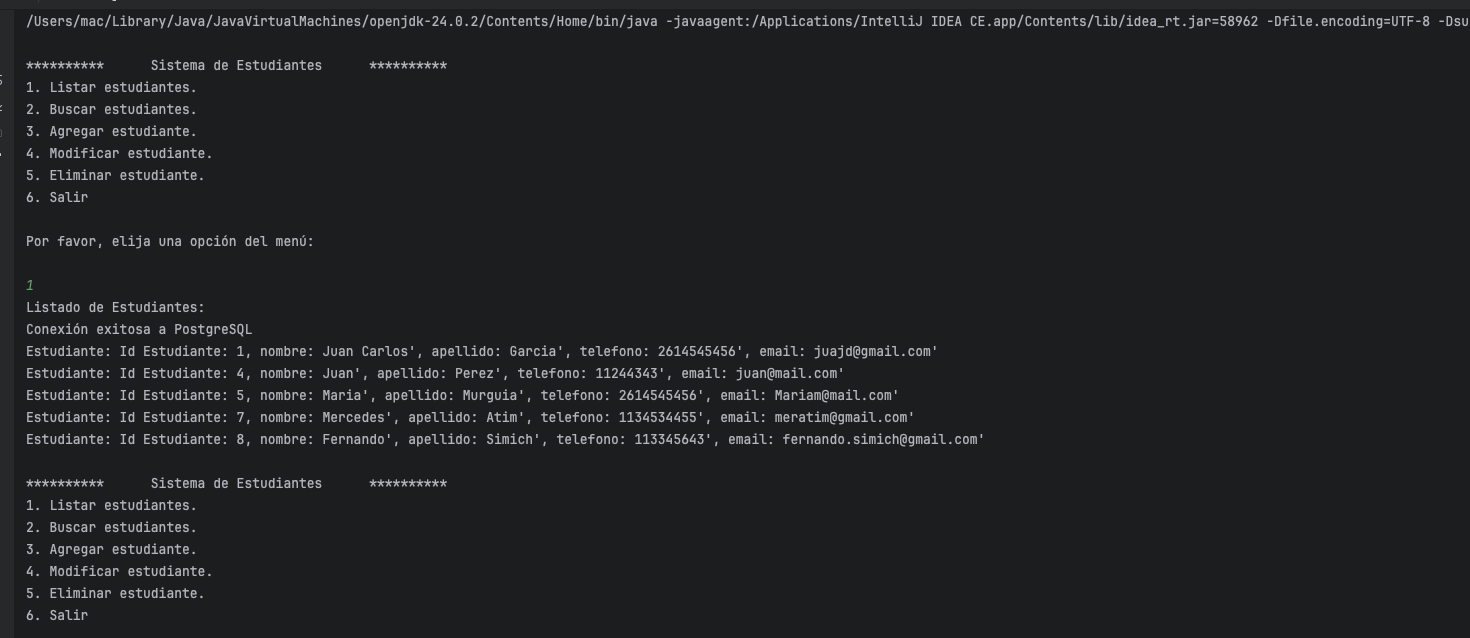 /Users/mac/Library/Java/JavaVirtualMachines/openjdk-24.0.2/Contents/Home/bin/java -javaagent:/Applications/IntelliJ IDEA CE.app/Contents/lib/idea_rt.jar=58962 -Dfile.encoding=UTF-8 -Dsu
********** Sistema de Estudiantes **********
1. Listar estudiantes.
2. Buscar estudiantes.
3. Agregar estudiante.
4. Modificar estudiante.
5. Eliminar estudiante.
6. Salir
Por favor, elija una opción del menú:
1
Listado de Estudiantes:
Conexión exitosa a PostgreSQL
Estudiante: Id Estudiante: 1, nombre: Juan Carlos', apellido: Garcia', telefono: 2614545456', email: juajd@gmail.com'
Estudiante: Id Estudiante: 4, nombre: Juan', apellido: Perez', telefono: 11244343', email: juan@mail.com'
Estudiante: Id Estudiante: 5, nombre: Maria', apellido: Murguia', telefono: 2614545456', email: Mariam@mail.com'
Estudiante: Id Estudiante: 7, nombre: Mercedes', apellido: Atim', telefono: 1134534455', email: meratim@gmail.com'
Estudiante: Id Estudiante: 8, nombre: Fernando', apellido: Simich', telefono: 113345643', email: fernando.simich@gmail.com'
********** Sistema de Estudiantes **********
1. Listar estudiantes.
2. Buscar estudiantes.
3. Agregar estudiante.
4. Modificar estudiante.
5. Eliminar estudiante.
6. Salir